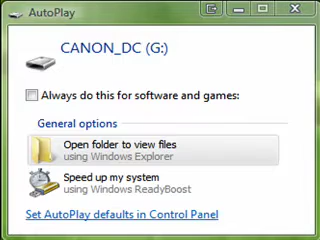 AutoPlay
CANON_DC (G:)
Always do this for software and games:
General options
Open folder to view files
using Windows Explorer
Speed up my system
using Windows ReadyBoost
Set AutoPlay defaults in Control Panel